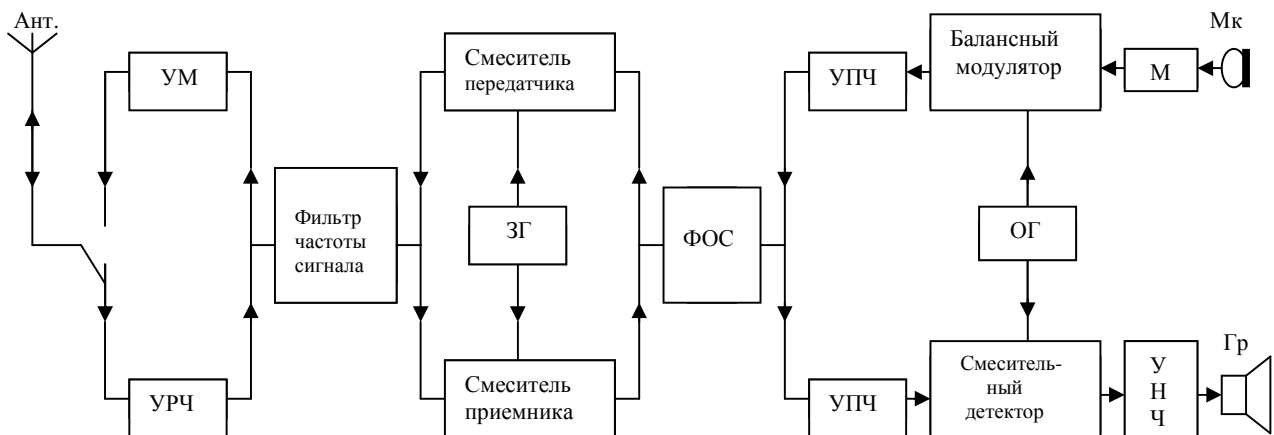 Ант.
УМ
Смеситель
передатчика
УПЧ
Балансный
модулятор
М
Мк
Фильтр
частоты
сигнала
ЗГ
ФОС
ОГ
УРЧ
Смеситель
приемника
УПЧ
Смеситель-
ный
детектор
У
Н
Ч
Гр